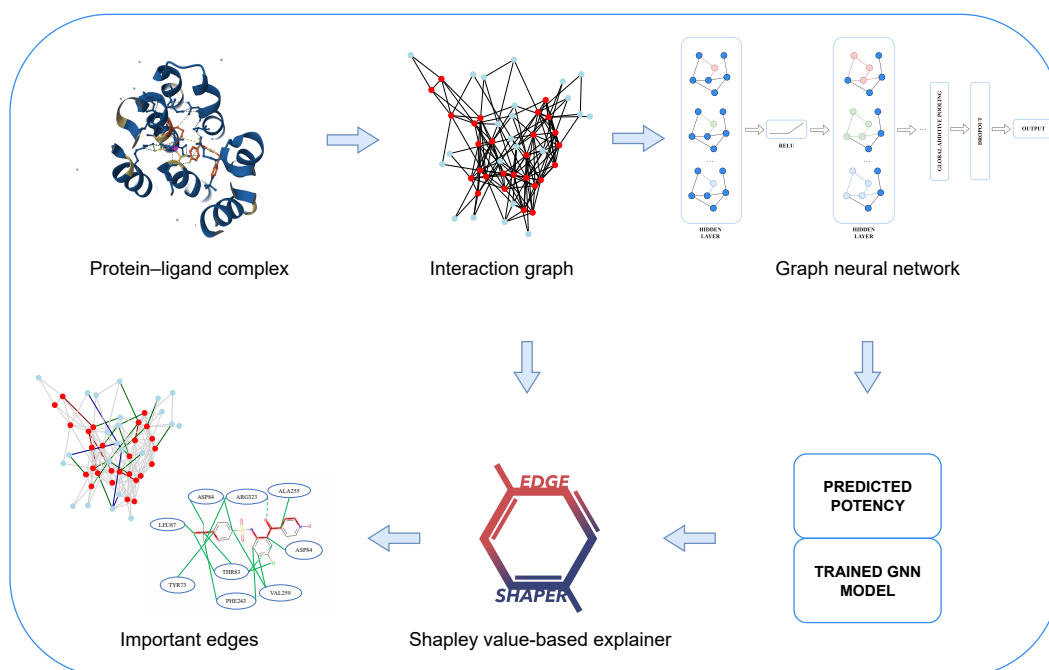 HIDDEN
LAYER
...
RELU
HIDDEN
LAYER
...
...
GLOBAL ADDITIVE POOLING
DROPOUT
OUTPUT
Protein–ligand complex
Interaction graph
Graph neural network
ASP84
ARG323
ALA255
LEU87
ASP84
THR83
TYR73
VAL259
PHE243
EDGE
SHAPER
PREDICTED
POTENCY
TRAINED GNN
MODEL
Important edges
Shapley value-based explainer